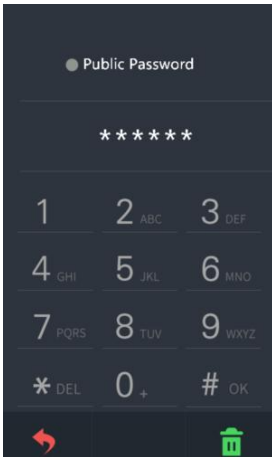 Public Password
******
1 2 ABC 3 DEF
4 GHI 5 JKL 6 MNO
7 PQRS 8 TUV 9 WXYZ
* DEL 0 + # OK